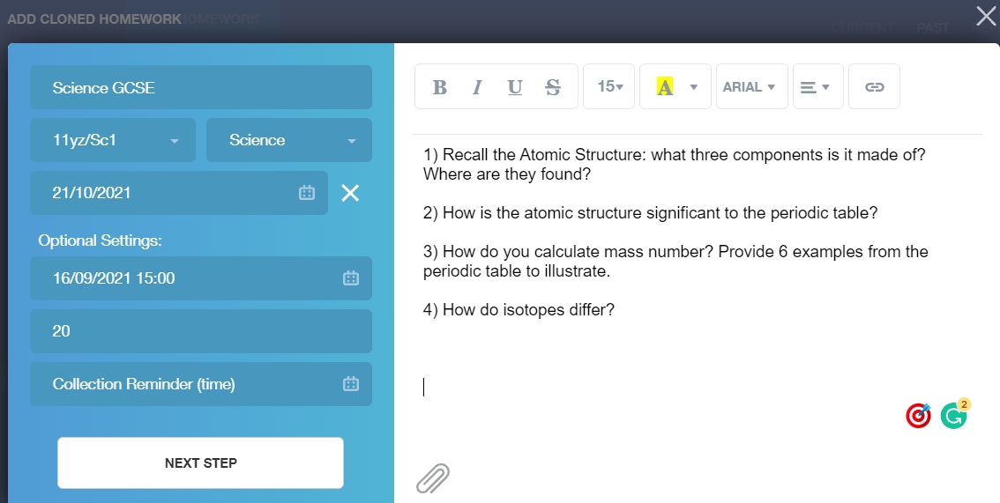 ADD CLONED HOMEWORK
CURRENT PAST
Science GCSE
11yz/Sc1 Science
21/10/2021
Optional Settings:
16/09/2021 15:00
20
Collection Reminder (time)
NEXT STEP
B I U S 15 A ARIAL
1) Recall the Atomic Structure: what three components is it made of?
Where are they found?
2) How is the atomic structure significant to the periodic table?
3) How do you calculate mass number? Provide 6 examples from the
periodic table to illustrate.
4) How do isotopes differ?
2